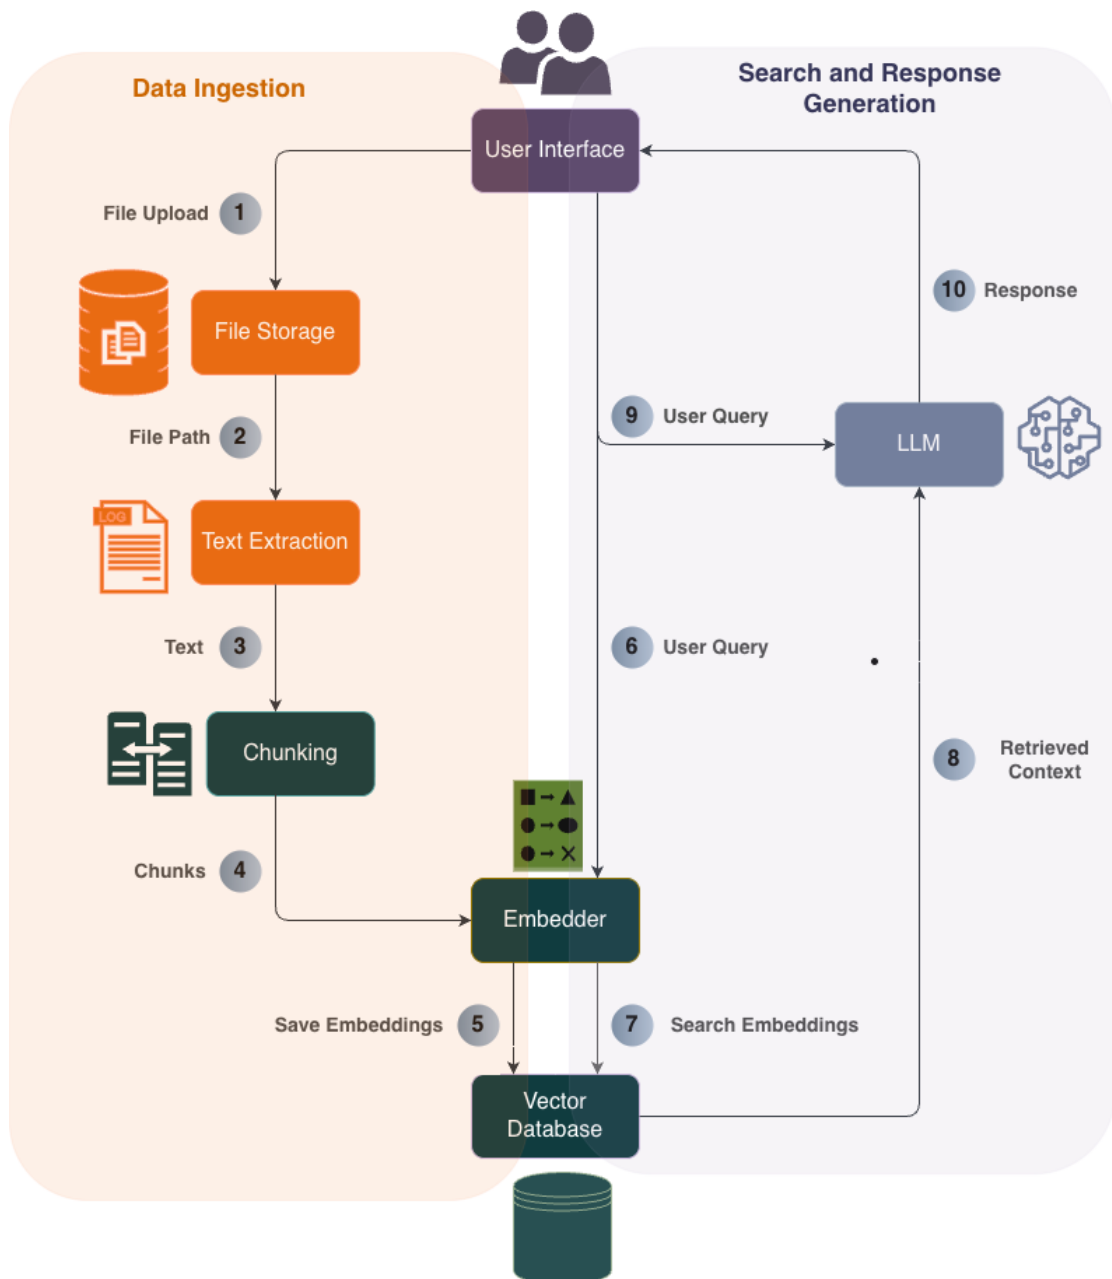 Data Ingestion
Search and Response
Generation
User Interface
File Upload 1
10 Response
File Storage
9 User Query
File Path 2
LLM
LOG
Text Extraction
Text 3
6 User Query
Chunking
8 Retrieved
Context
Chunks 4
Embedder
Save Embeddings 5
7 Search Embeddings
Vector
Database